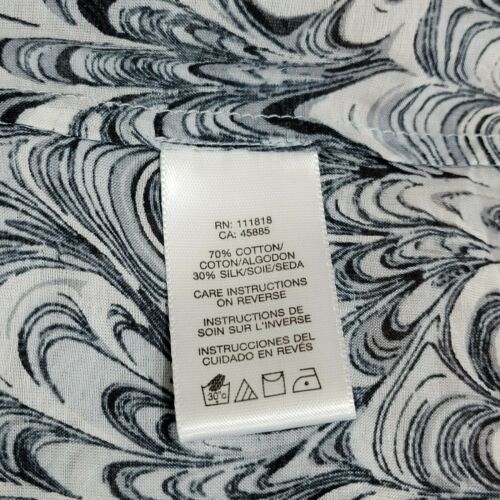 RN: 111818
CA: 45885
70% COTTON/
COTON/ALGODON
30% SILK/SOIE/SEDA
CARE INSTRUCTIONS
ON REVERSE
INSTRUCTIONS DE
SOIN SUR L'INVERSE
INSTRUCCIONES DEL
CUIDADO EN REVÉS
30°C